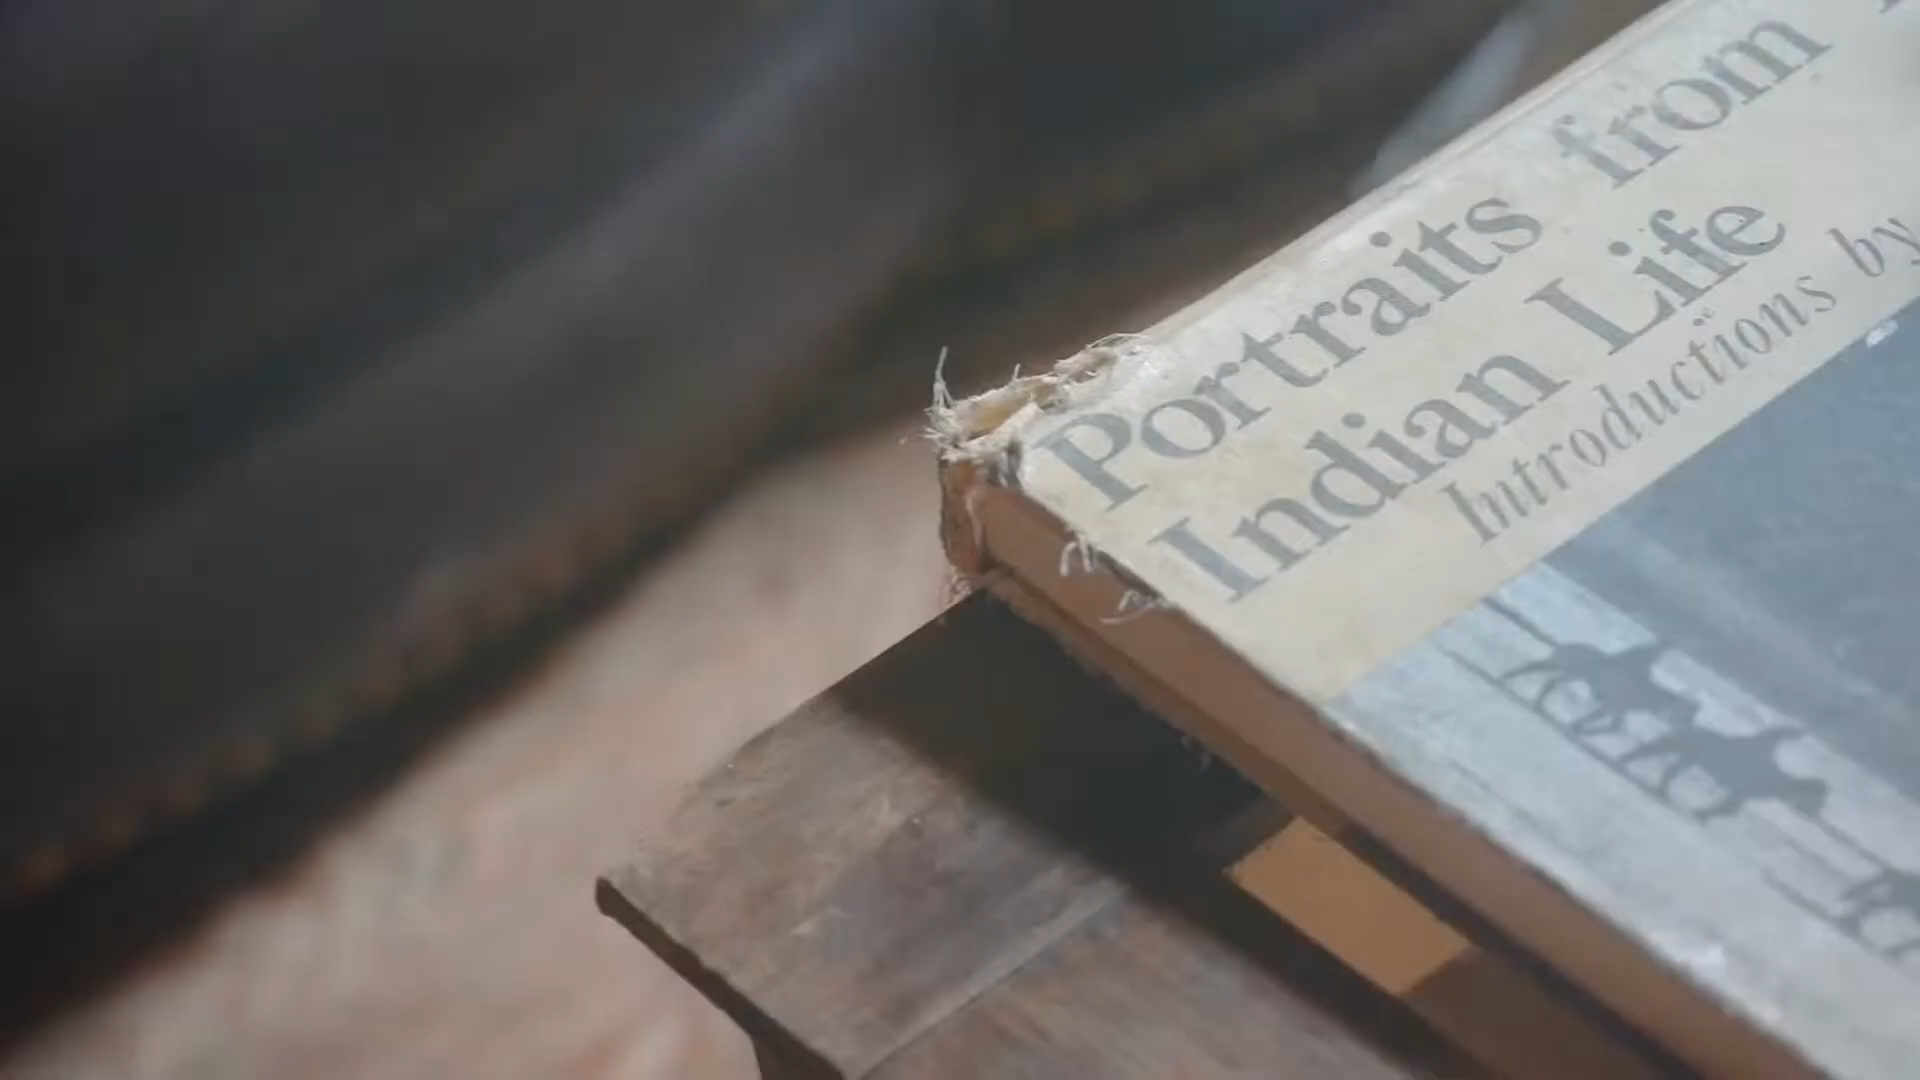 Portraits from
Indian Life
Introductions by